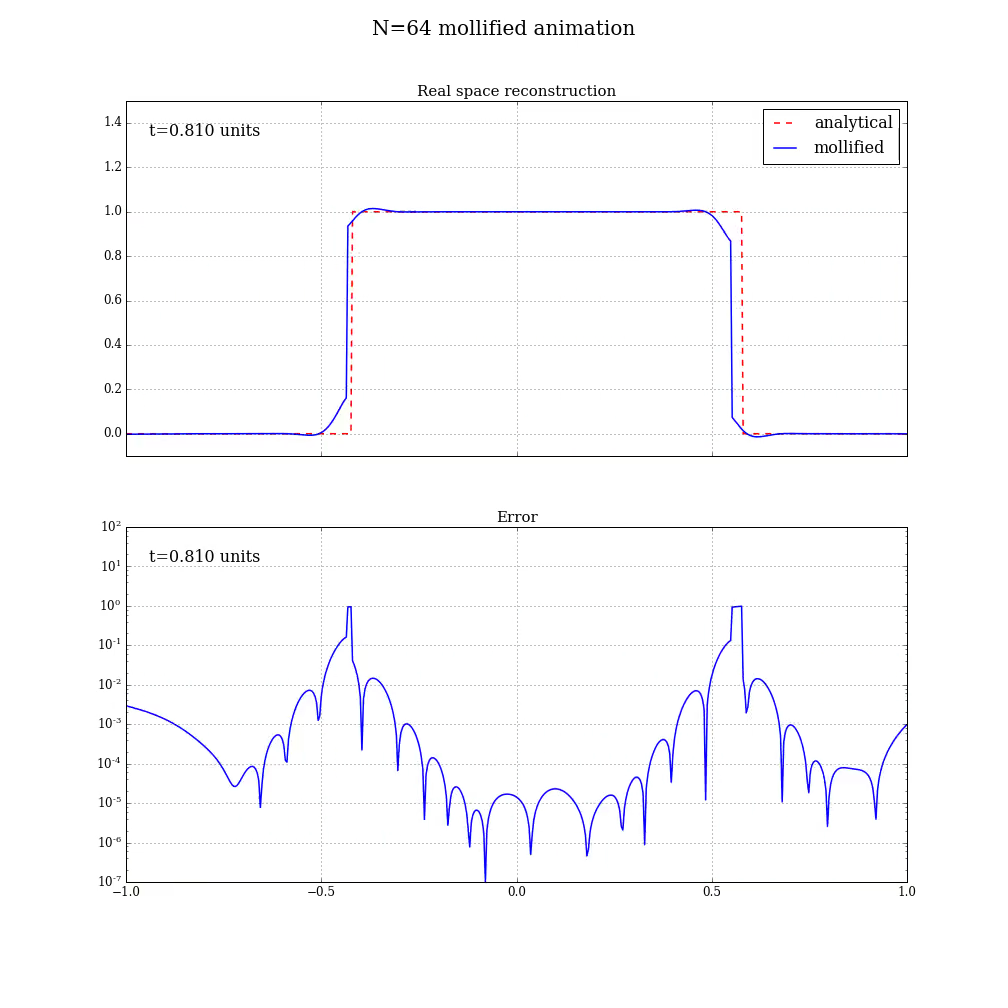 N=64 mollified animation
Real space reconstruction
t=0.810 units
analytical
mollified
1.4
1.2
1.0
0.8
0.6
0.4
0.2
0.0
Error
t=0.810 units
10²
10¹
10⁰
10⁻¹
10⁻²
10⁻³
10⁻⁴
10⁻⁵
10⁻⁶
10⁻⁷
−1.0 −0.5 0.0 0.5 1.0